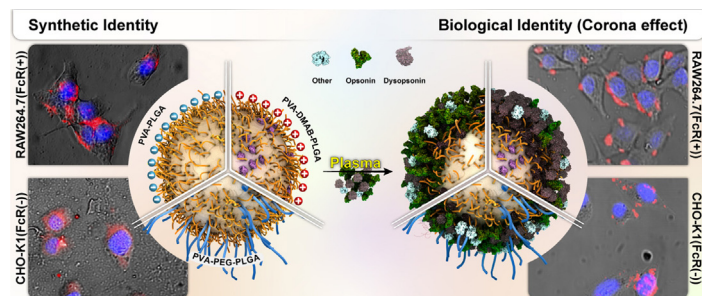 Synthetic Identity
Biological Identity (Corona effect)
RAW264.7(FcR(+))
CHO-K1(FcR(-))
PVA-PLGA
PVA-DMAB-PLGA
PVA-PEG-PLGA
Other
Opsonin
Dysopsonin
Plasma
RAW264.7(FcR(+))
CHO-K1(FcR(-))